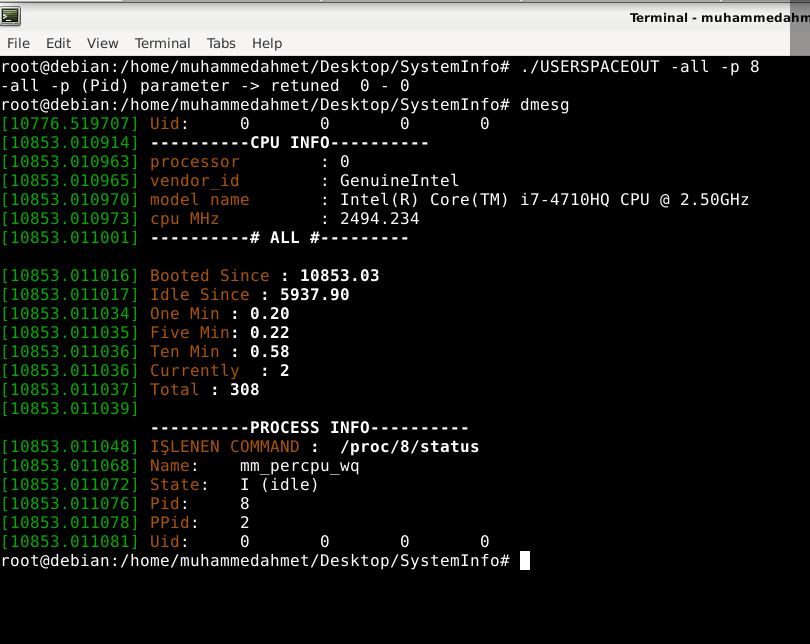 Terminal - muhammedahm
File Edit View Terminal Tabs Help
root@debian:/home/muhammedahmet/Desktop/SystemInfo# ./USERSPACEOUT -all -p 8
-all -p (Pid) parameter -> retuned  0 - 0
root@debian:/home/muhammedahmet/Desktop/SystemInfo# dmesg
[10776.519707] Uid:     0       0       0       0
[10853.010914] ----------CPU INFO----------
[10853.010963] processor        : 0
[10853.010965] vendor_id        : GenuineIntel
[10853.010970] model name       : Intel(R) Core(TM) i7-4710HQ CPU @ 2.50GHz
[10853.010973] cpu MHz          : 2494.234
[10853.011001] ----------# ALL #---------
[10853.011016] Booted Since : 10853.03
[10853.011017] Idle Since : 5937.90
[10853.011034] One Min : 0.20
[10853.011035] Five Min: 0.22
[10853.011036] Ten Min : 0.58
[10853.011036] Currently  : 2
[10853.011037] Total : 308
[10853.011039]
----------PROCESS INFO----------
[10853.011048] IŞLENEN COMMAND :  /proc/8/status
[10853.011068] Name:    mm_percpu_wq
[10853.011072] State:   I (idle)
[10853.011076] Pid:     8
[10853.011078] PPid:    2
[10853.011081] Uid:     0       0       0       0
root@debian:/home/muhammedahmet/Desktop/SystemInfo#